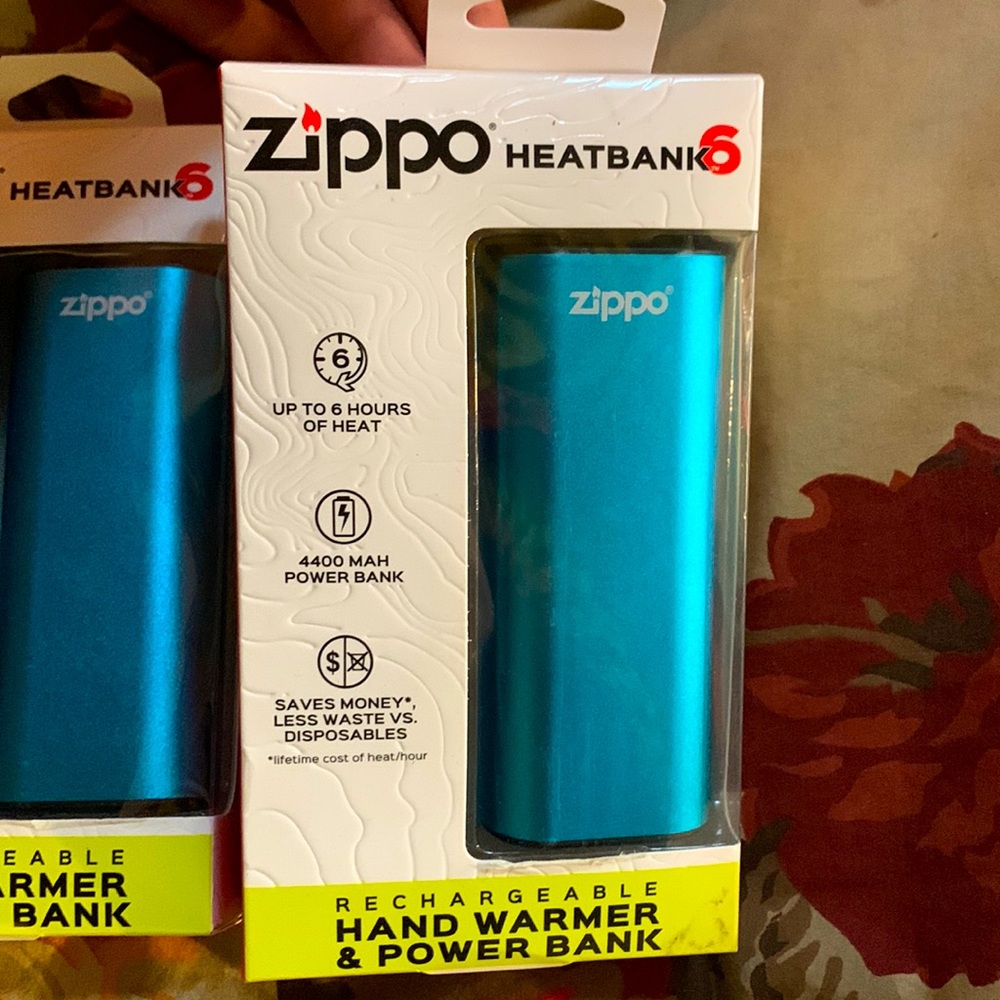 zippo® HEATBANK6
zippo®
6
UP TO 6 HOURS
OF HEAT
4400 MAH
POWER BANK
$
SAVES MONEY*,
LESS WASTE VS.
DISPOSABLES
*lifetime cost of heat/hour
RECHARGEABLE
HAND WARMER
& POWER BANK
® HEATBANK6
zippo®
EABLE
ARMER
BANK